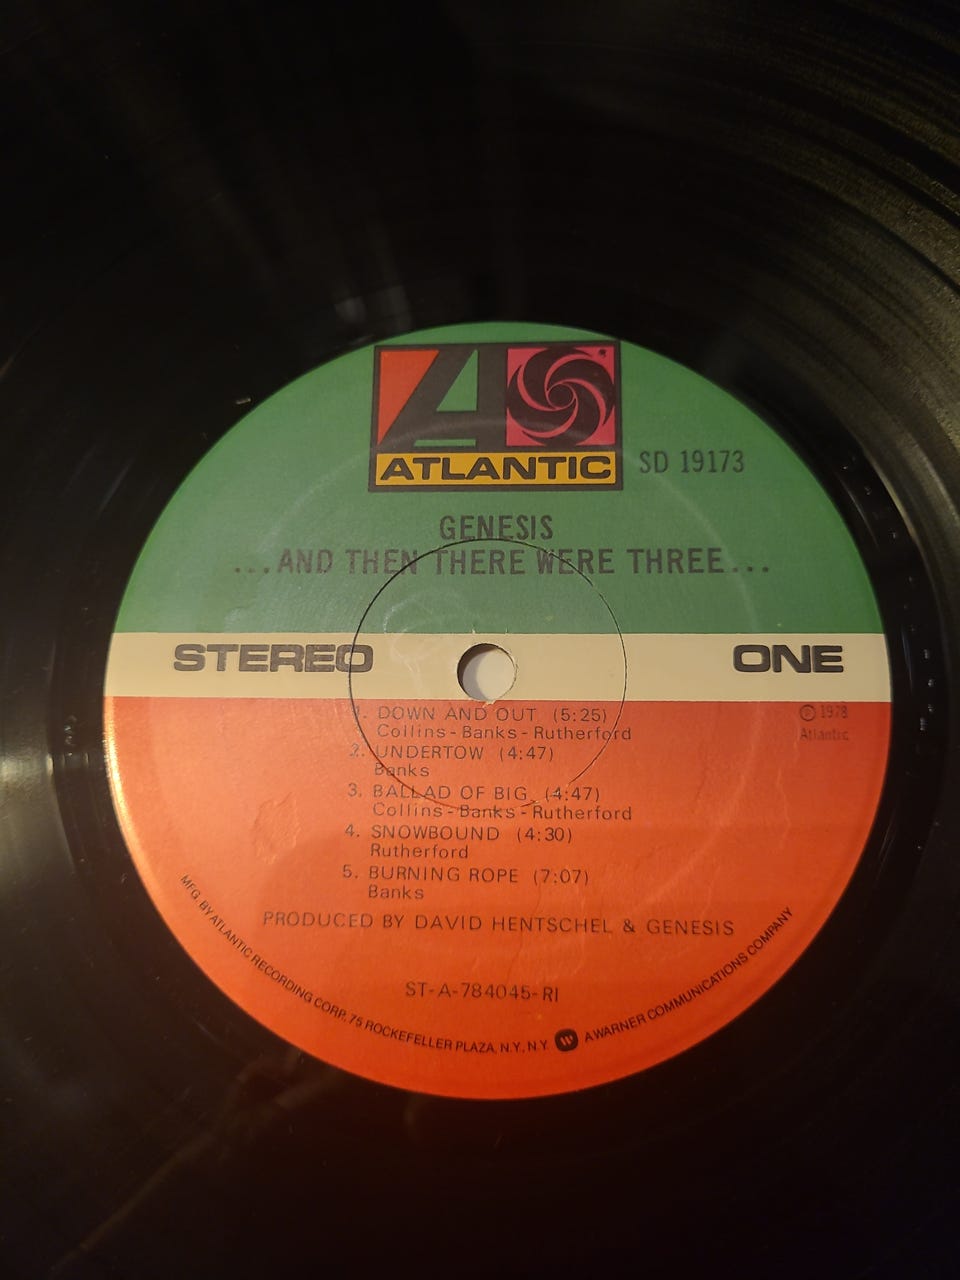 ATLANTIC
SD 19173
GENESIS
...AND THEN THERE WERE THREE...
STEREO
ONE
℗ 1978
Atlantic
1. DOWN AND OUT (5:25)
Collins-Banks-Rutherford
2. UNDERTOW (4:47)
Banks
3. BALLAD OF BIG (4:47)
Collins-Banks-Rutherford
4. SNOWBOUND (4:30)
Rutherford
5. BURNING ROPE (7:07)
Banks
PRODUCED BY DAVID HENTSCHEL & GENESIS
ST-A-784045-RI
MFG. BY ATLANTIC RECORDING CORP., 75 ROCKEFELLER PLAZA, N.Y., N.Y. W A WARNER COMMUNICATIONS COMPANY